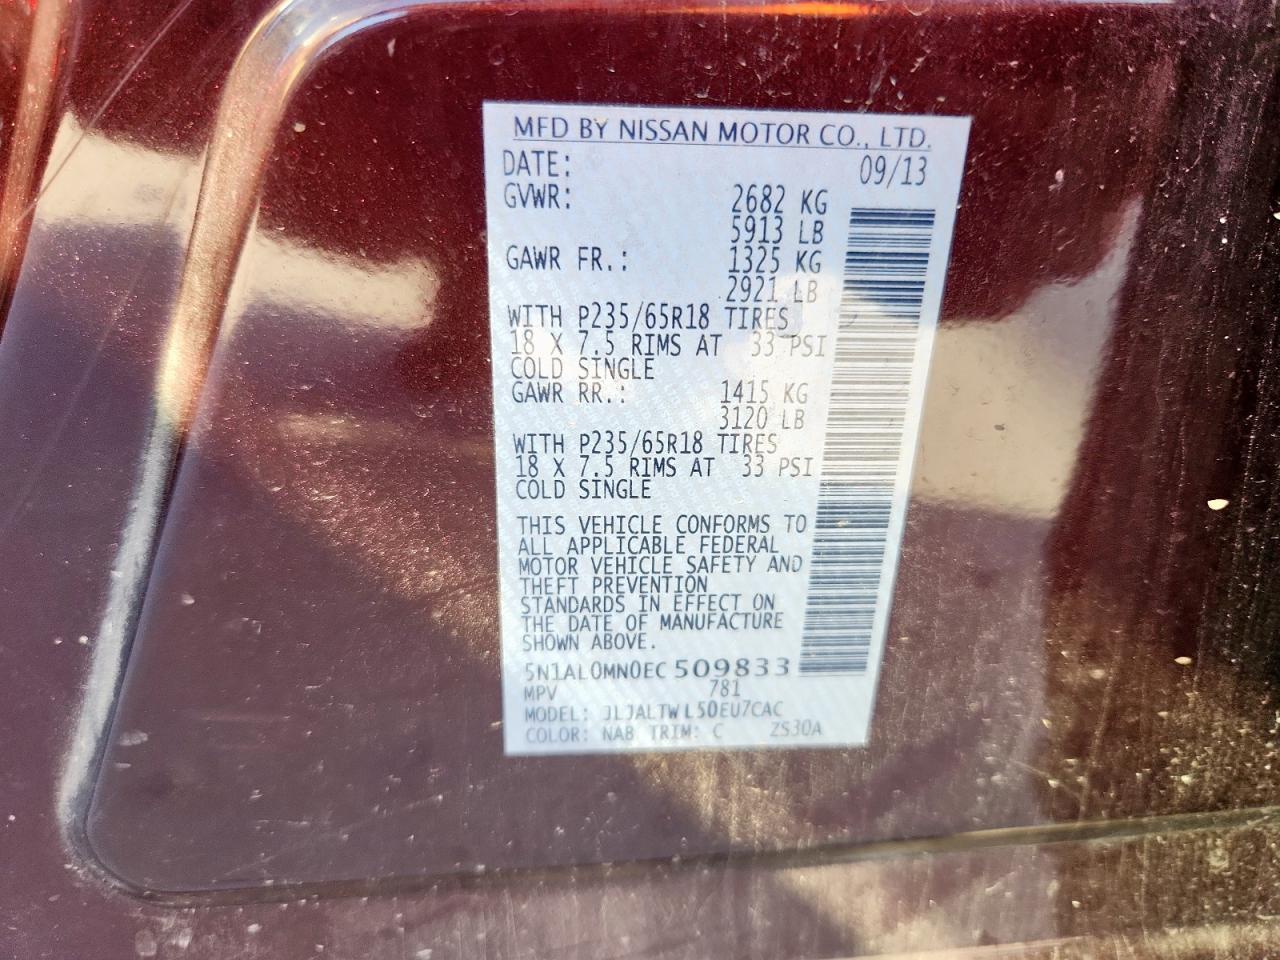 MFD BY NISSAN MOTOR CO., LTD.
DATE: 09/13
GVWR: 2682 KG
5913 LB
GAWR FR.: 1325 KG
2921 LB
WITH P235/65R18 TIRES
18 X 7.5 RIMS AT 33 PSI
COLD SINGLE
GAWR RR.: 1415 KG
3120 LB
WITH P235/65R18 TIRES
18 X 7.5 RIMS AT 33 PSI
COLD SINGLE
THIS VEHICLE CONFORMS TO
ALL APPLICABLE FEDERAL
MOTOR VEHICLE SAFETY AND
THEFT PREVENTION
STANDARDS IN EFFECT ON
THE DATE OF MANUFACTURE
SHOWN ABOVE.
5N1AL0MN0EC509833
MPV 781
MODEL: JLJALTWL50EU7CAC
COLOR: NAB TRIM: C ZS30A